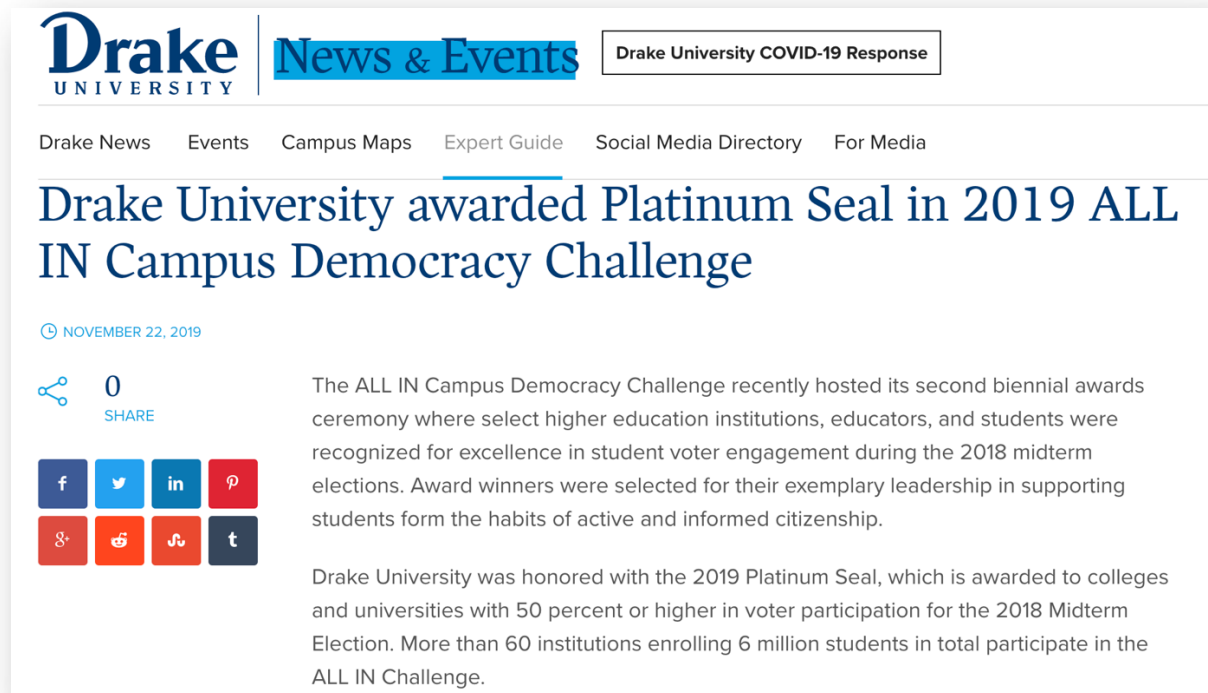 Drake
UNIVERSITY
News & Events
Drake University COVID-19 Response
Drake News Events Campus Maps Expert Guide Social Media Directory For Media
Drake University awarded Platinum Seal in 2019 ALL
IN Campus Democracy Challenge
NOVEMBER 22, 2019
0
SHARE
f in
8+ t
The ALL IN Campus Democracy Challenge recently hosted its second biennial awards
ceremony where select higher education institutions, educators, and students were
recognized for excellence in student voter engagement during the 2018 midterm
elections. Award winners were selected for their exemplary leadership in supporting
students form the habits of active and informed citizenship.
Drake University was honored with the 2019 Platinum Seal, which is awarded to colleges
and universities with 50 percent or higher in voter participation for the 2018 Midterm
Election. More than 60 institutions enrolling 6 million students in total participate in the
ALL IN Challenge.